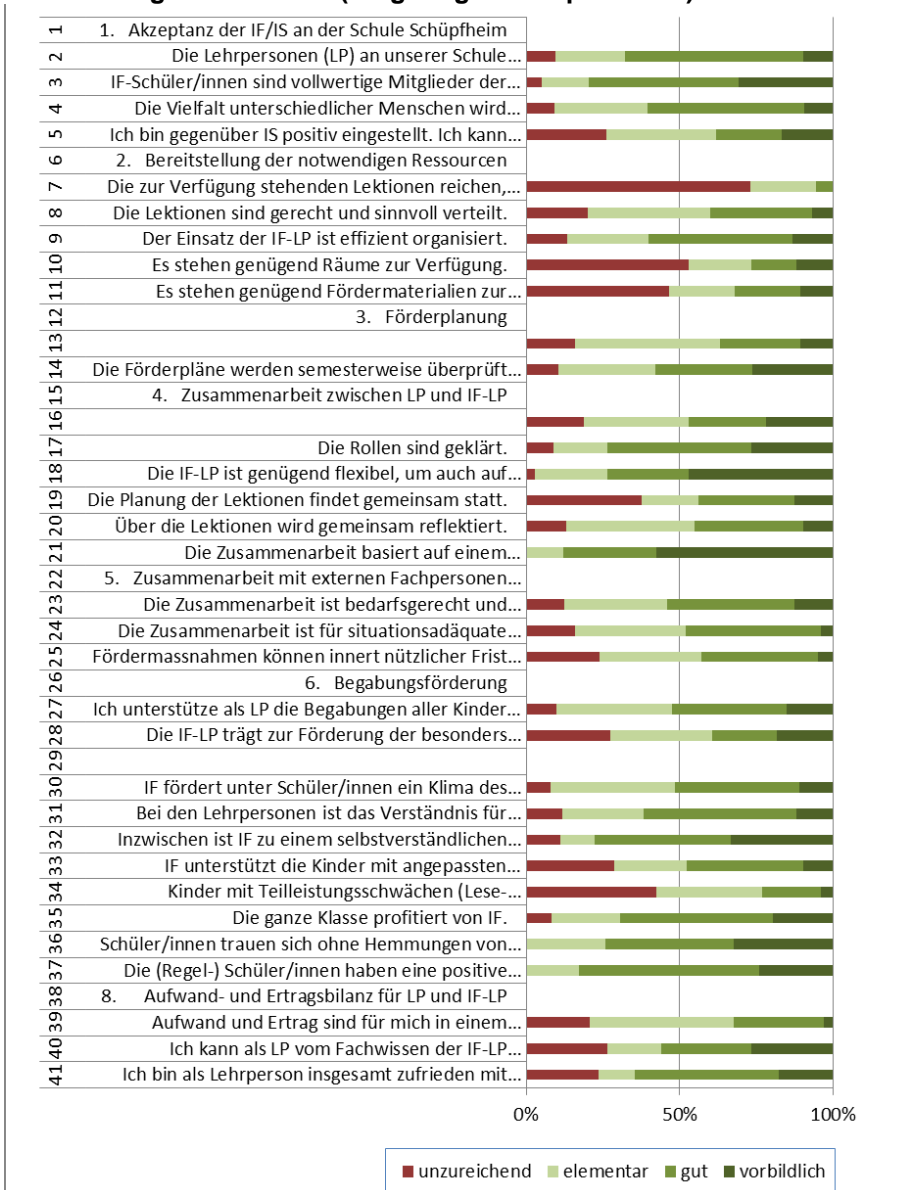 1 1. Akzeptanz der IF/IS an der Schule Schüpfheim
2 Die Lehrpersonen (LP) an unserer Schule...
3 IF-Schüler/innen sind vollwertige Mitglieder der...
4 Die Vielfalt unterschiedlicher Menschen wird...
5 Ich bin gegenüber IS positiv eingestellt. Ich kann...
6 2. Bereitstellung der notwendigen Ressourcen
7 Die zur Verfügung stehenden Lektionen reichen,...
8 Die Lektionen sind gerecht und sinnvoll verteilt.
9 Der Einsatz der IF-LP ist effizient organisiert.
10 Es stehen genügend Räume zur Verfügung.
11 Es stehen genügend Fördermaterialien zur...
12 3. Förderplanung
13
14 Die Förderpläne werden semesterweise überprüft...
15 4. Zusammenarbeit zwischen LP und IF-LP
16
17 Die Rollen sind geklärt.
18 Die IF-LP ist genügend flexibel, um auch auf...
19 Die Planung der Lektionen findet gemeinsam statt.
20 Über die Lektionen wird gemeinsam reflektiert.
21 Die Zusammenarbeit basiert auf einem...
22 5. Zusammenarbeit mit externen Fachpersonen...
23 Die Zusammenarbeit ist bedarfsgerecht und...
24 Die Zusammenarbeit ist für situationsadäquate...
25 Fördermassnahmen können innert nützlicher Frist...
26 6. Begabungsförderung
27 Ich unterstütze als LP die Begabungen aller Kinder...
28 Die IF-LP trägt zur Förderung der besonders...
29
30 IF fördert unter Schüler/innen ein Klima des...
31 Bei den Lehrpersonen ist das Verständnis für...
32 Inzwischen ist IF zu einem selbstverständlichen...
33 IF unterstützt die Kinder mit angepassten...
34 Kinder mit Teilleistungsschwächen (Lese-...
35 Die ganze Klasse profitiert von IF.
36 Schüler/innen trauen sich ohne Hemmungen von...
37 Die (Regel-) Schüler/innen haben eine positive...
38 8. Aufwand- und Ertragsbilanz für LP und IF-LP
39 Aufwand und Ertrag sind für mich in einem...
40 Ich kann als LP vom Fachwissen der IF-LP...
41 Ich bin als Lehrperson insgesamt zufrieden mit...
0% 50% 100%
unzureichend elementar gut vorbildlich